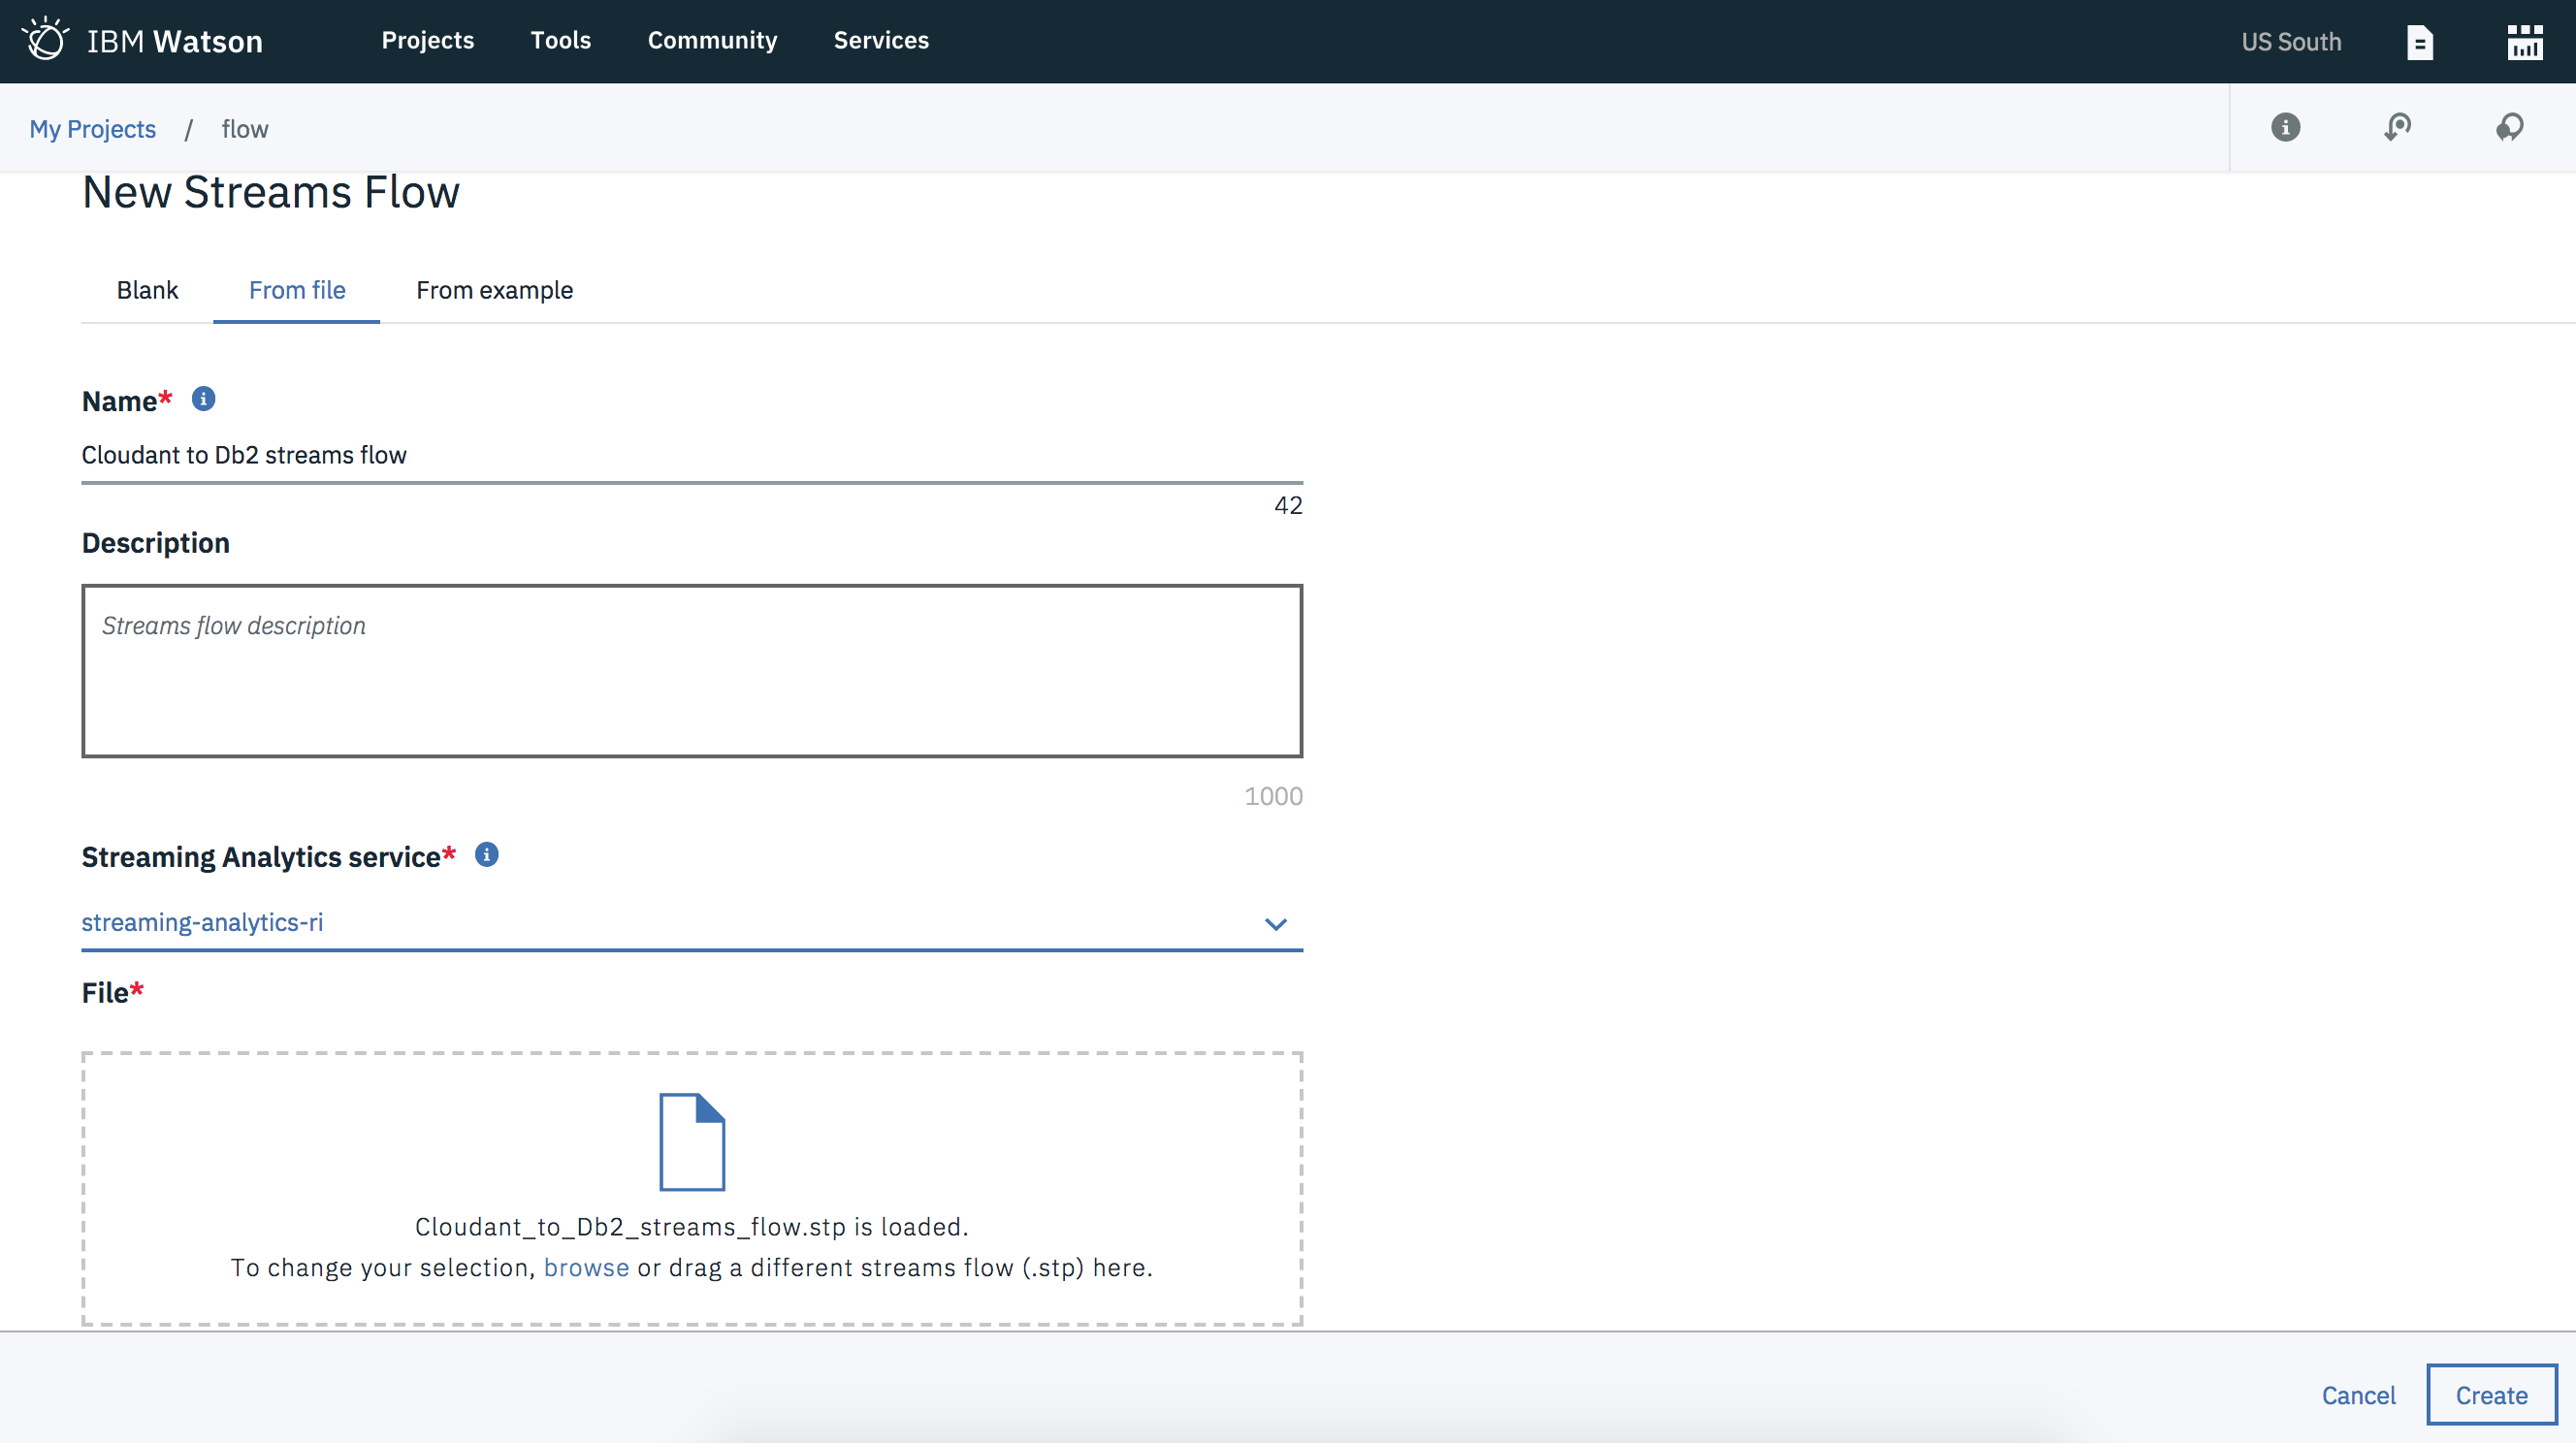 IBM Watson Projects Tools Community Services US South
My Projects / flow
New Streams Flow
Blank From file From example
Name*
Cloudant to Db2 streams flow
42
Description
Streams flow description
1000
Streaming Analytics service*
streaming-analytics-ri
File*
Cloudant_to_Db2_streams_flow.stp is loaded.
To change your selection, browse or drag a different streams flow (.stp) here.
Cancel Create